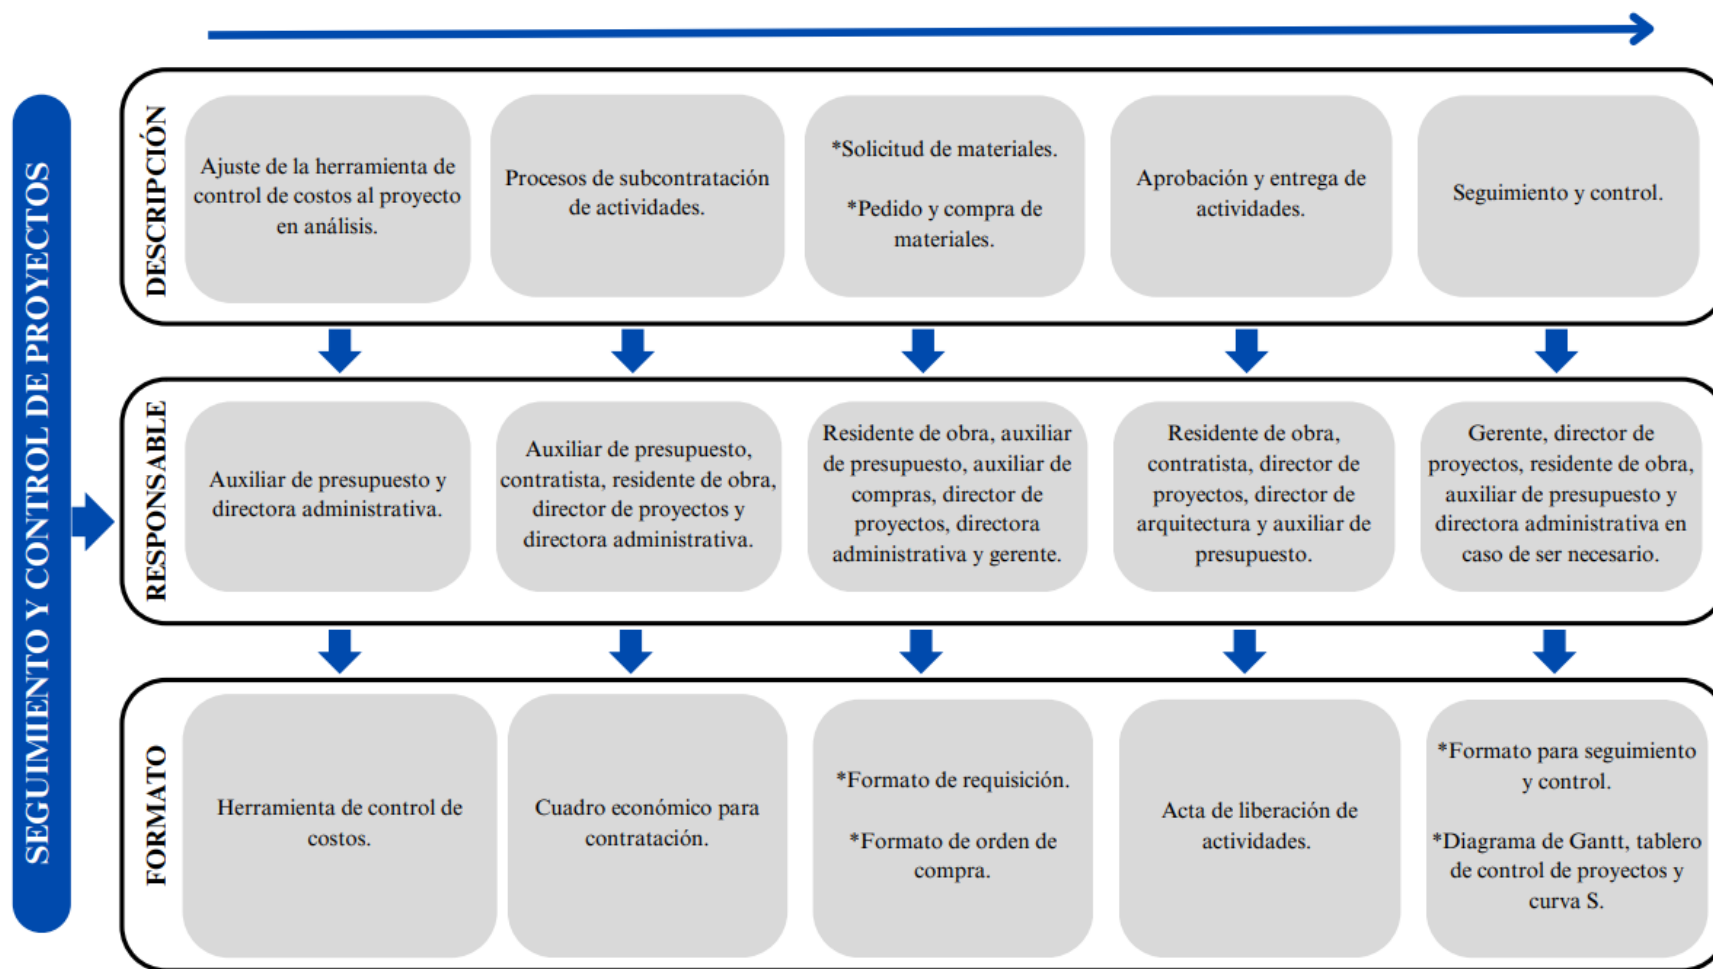 SEGUIMIENTO Y CONTROL DE PROYECTOS
DESCRIPCIÓN
Ajuste de la herramienta de
control de costos al proyecto
en análisis.
Procesos de subcontratación
de actividades.
*Solicitud de materiales.
*Pedido y compra de
materiales.
Aprobación y entrega de
actividades.
Seguimiento y control.
RESPONSABLE
Auxiliar de presupuesto y
directora administrativa.
Auxiliar de presupuesto,
contratista, residente de obra,
director de proyectos y
directora administrativa.
Residente de obra, auxiliar
de presupuesto, auxiliar de
compras, director de
proyectos, directora
administrativa y gerente.
Residente de obra,
contratista, director de
proyectos, director de
arquitectura y auxiliar de
presupuesto.
Gerente, director de
proyectos, residente de obra,
auxiliar de presupuesto y
directora administrativa en
caso de ser necesario.
FORMATO
Herramienta de control de
costos.
Cuadro económico para
contratación.
*Formato de requisición.
*Formato de orden de
compra.
Acta de liberación de
actividades.
*Formato para seguimiento
y control.
*Diagrama de Gantt, tablero
de control de proyectos y
curva S.